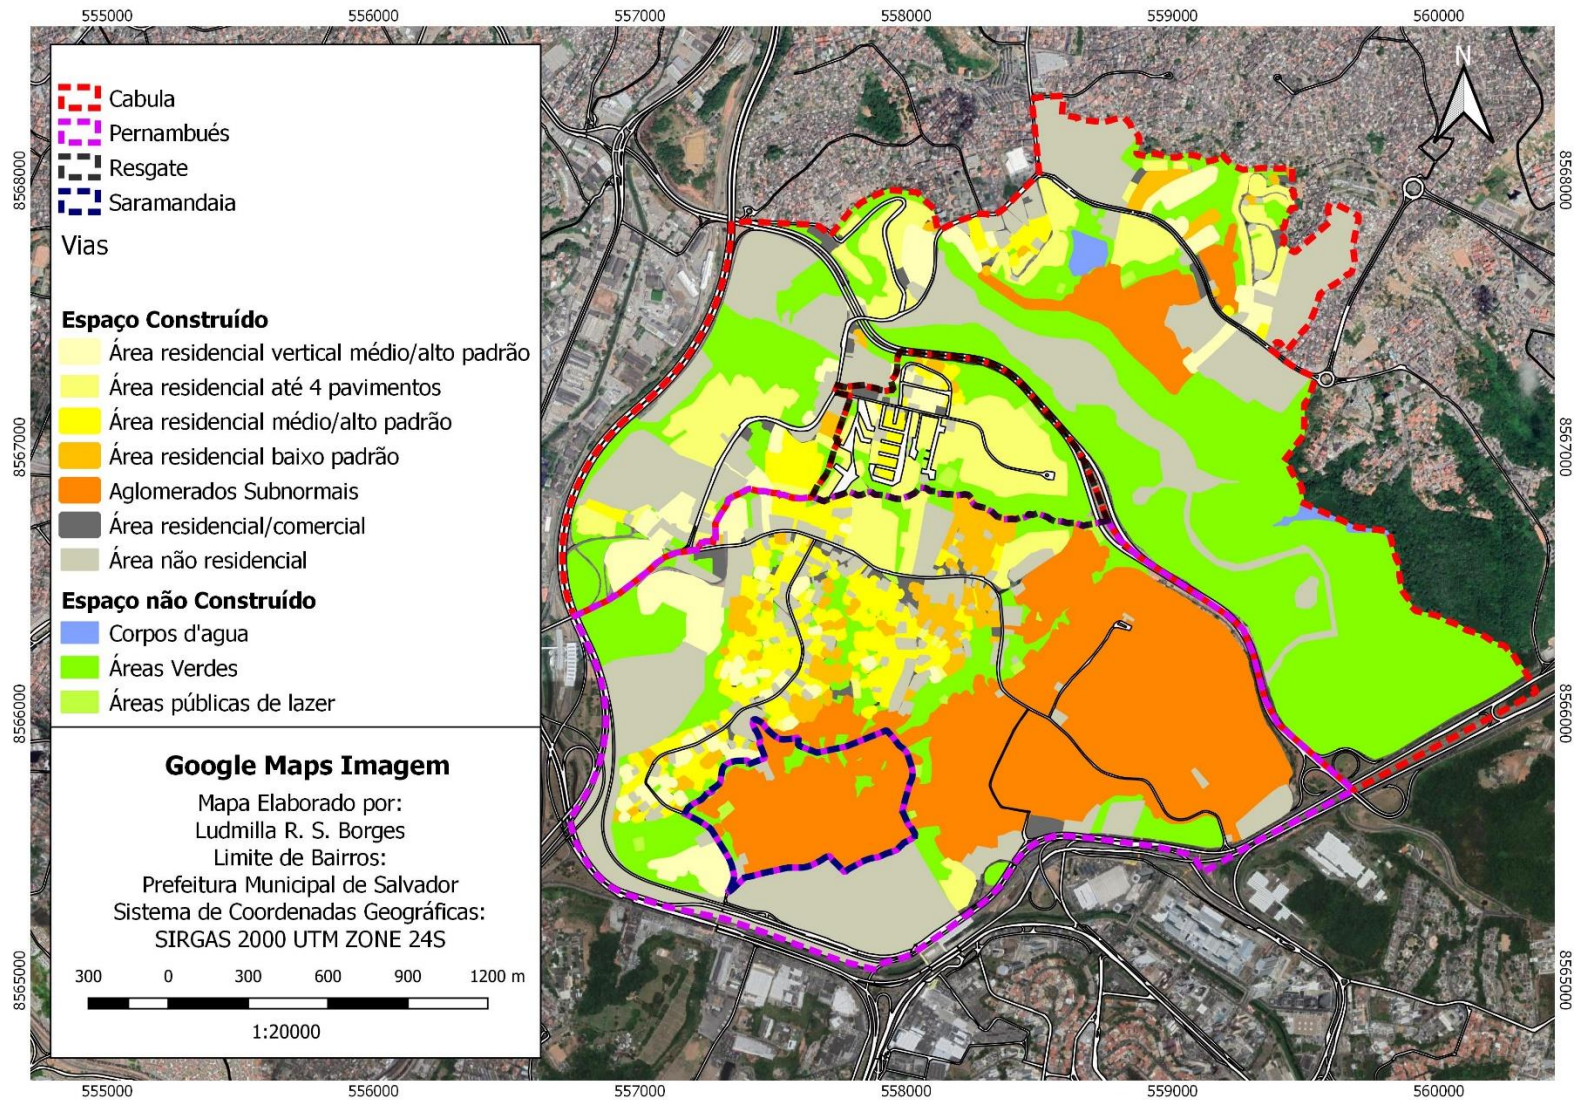 555000 556000 557000 558000 559000 560000
N
8568000
8567000
8566000
8565000
Cabula
Pernambués
Resgate
Saramandaia
Vias
Espaço Construído
Área residencial vertical médio/alto padrão
Área residencial até 4 pavimentos
Área residencial médio/alto padrão
Área residencial baixo padrão
Aglomerados Subnormais
Área residencial/comercial
Área não residencial
Espaço não Construído
Corpos d'agua
Áreas Verdes
Áreas públicas de lazer
Google Maps Imagem
Mapa Elaborado por:
Ludmilla R. S. Borges
Limite de Bairros:
Prefeitura Municipal de Salvador
Sistema de Coordenadas Geográficas:
SIRGAS 2000 UTM ZONE 24S
300 0 300 600 900 1200 m
1:20000
8568000
8567000
8566000
8565000
555000 556000 557000 558000 559000 560000